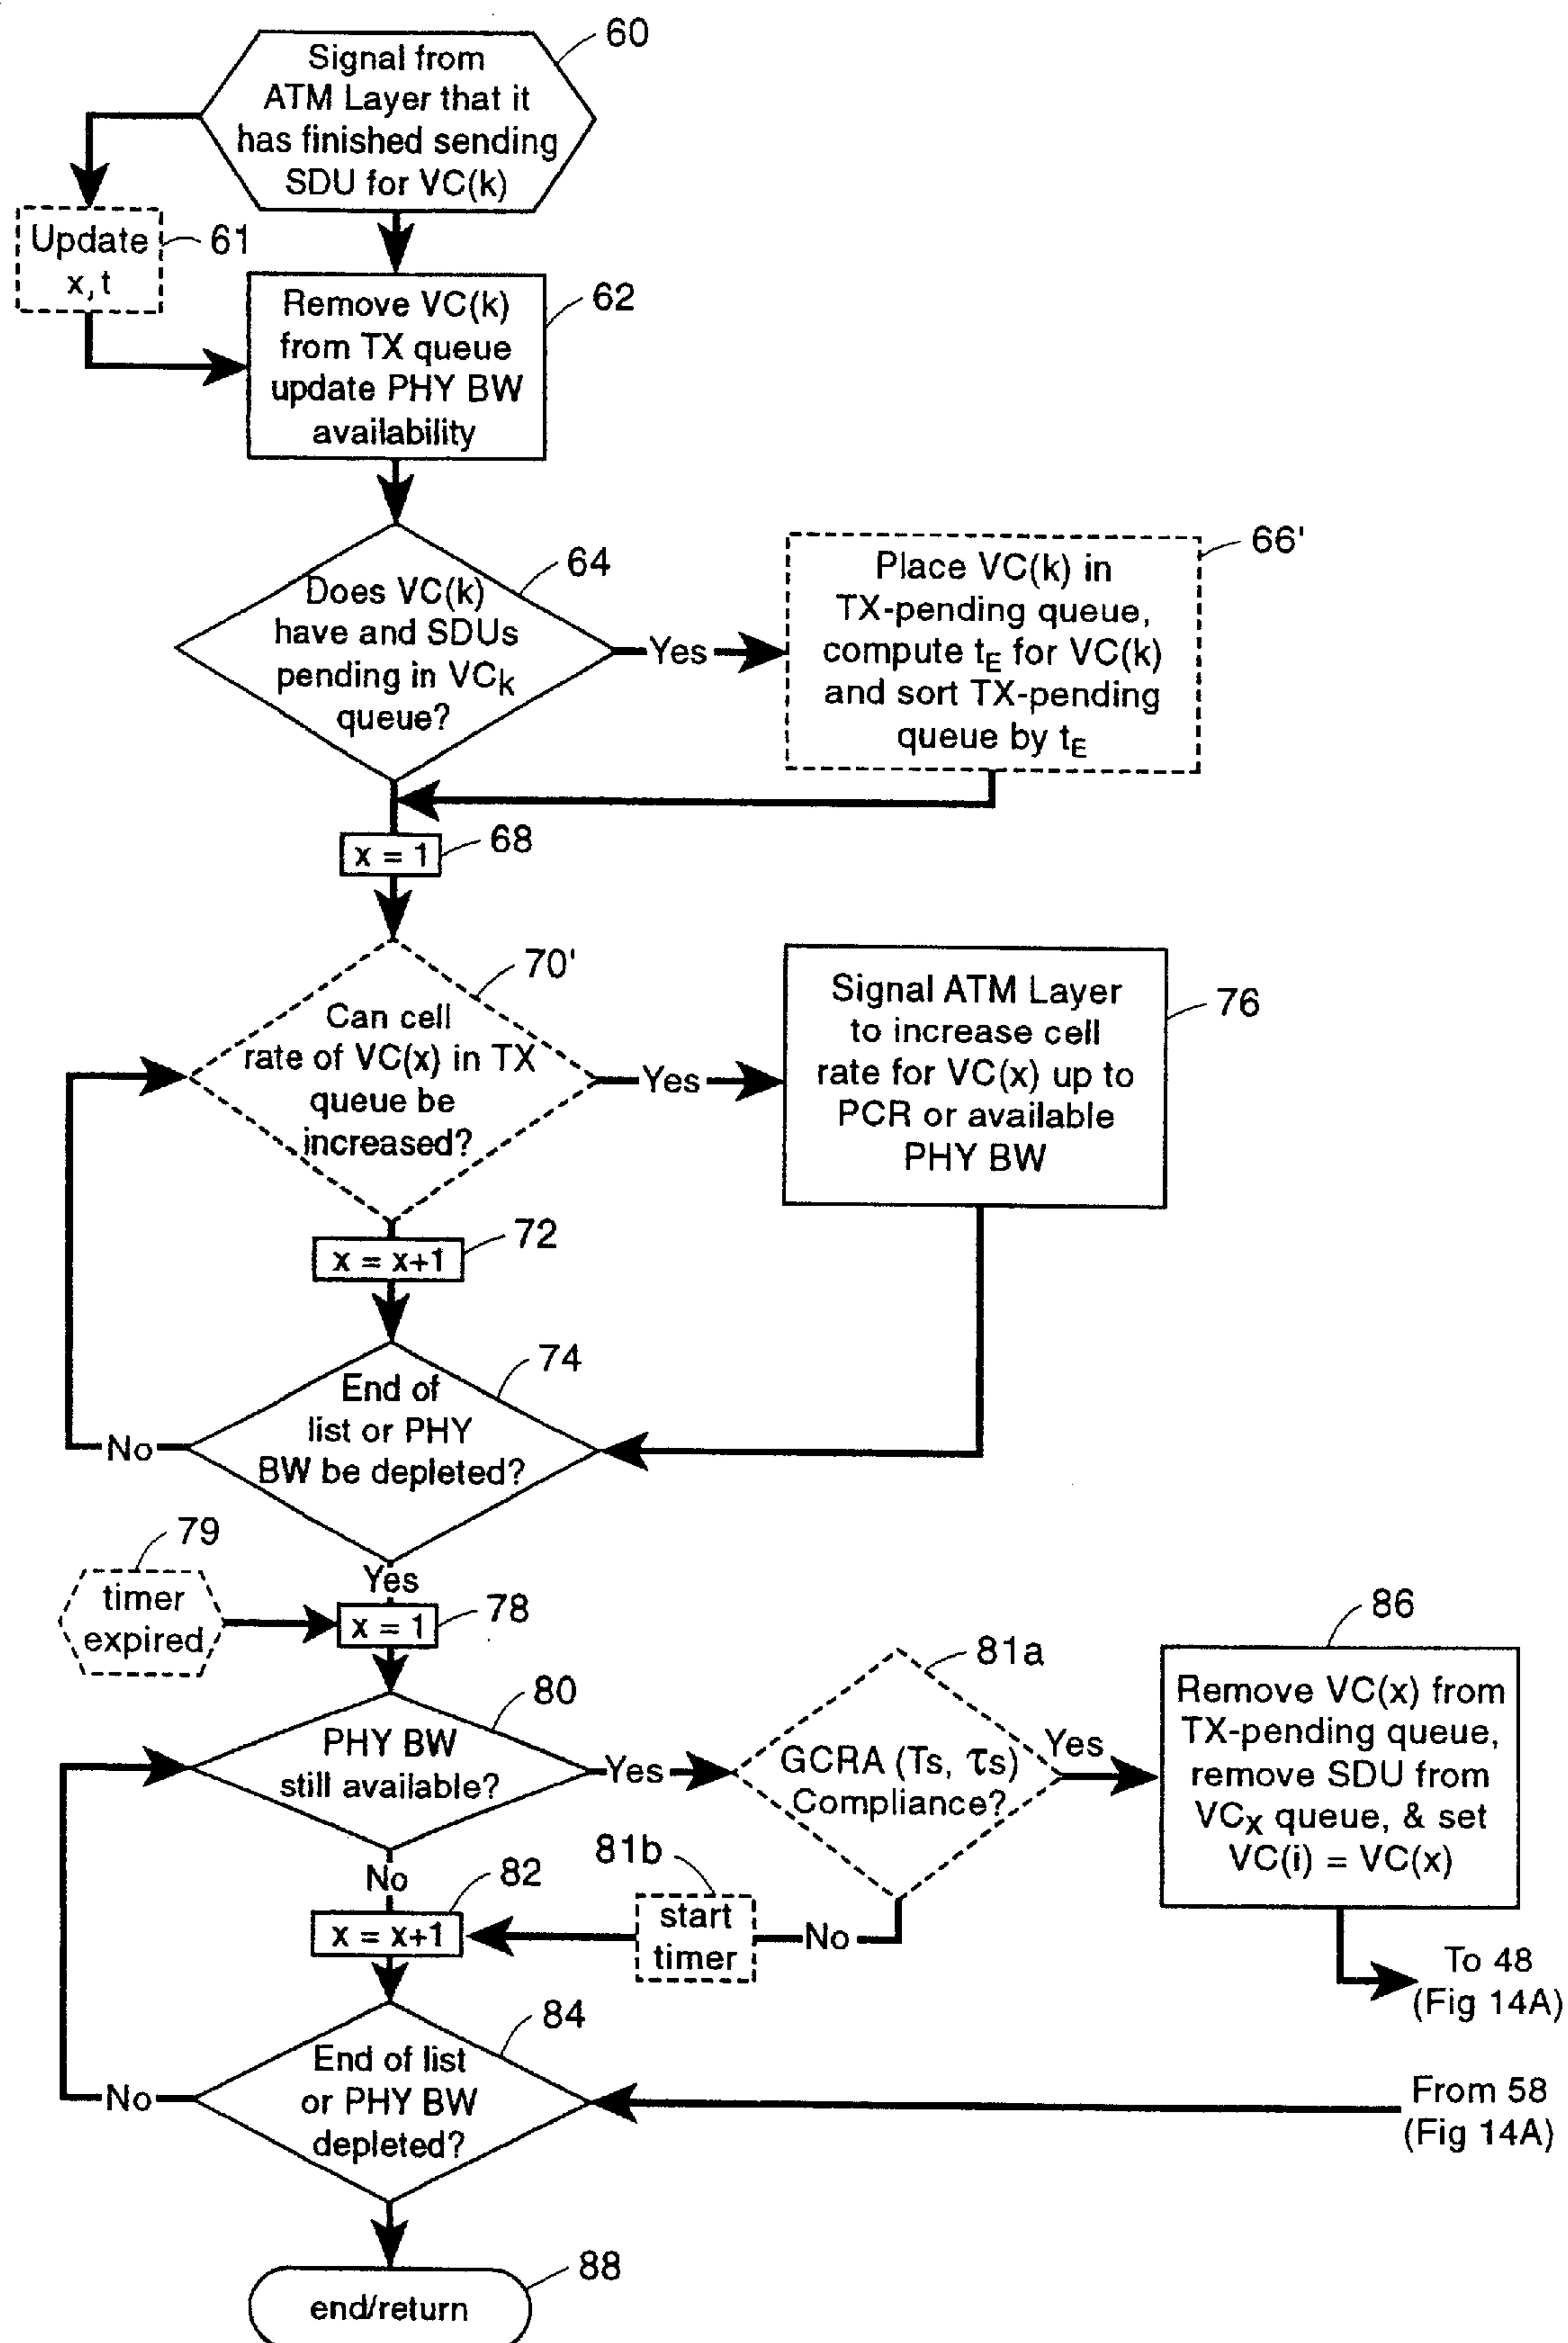 60
Signal from
ATM Layer that it
has finished sending
SDU for VC(k)
61
Update
x, t
62
Remove VC(k)
from TX queue
update PHY BW
availability
64
Does VC(k)
have and SDUs
pending in VCk
queue?
Yes
66'
Place VC(k) in
TX-pending queue,
compute tE for VC(k)
and sort TX-pending
queue by tE
x = 1
68
70'
Can cell
rate of VC(x) in TX
queue be
increased?
Yes
76
Signal ATM Layer
to increase cell
rate for VC(x) up to
PCR or available
PHY BW
72
x = x+1
74
End of
list or PHY
BW be depleted?
No
Yes
79
timer
expired
x = 1
78
80
PHY BW
still available?
Yes
81a
GCRA (Ts, τs)
Compliance?
Yes
86
Remove VC(x) from
TX-pending queue,
remove SDU from
VCx queue, & set
VC(i) = VC(x)
No
82
x = x+1
81b
start
timer
No
To 48
(Fig 14A)
84
End of list
or PHY BW
depleted?
No
From 58
(Fig 14A)
88
end/return